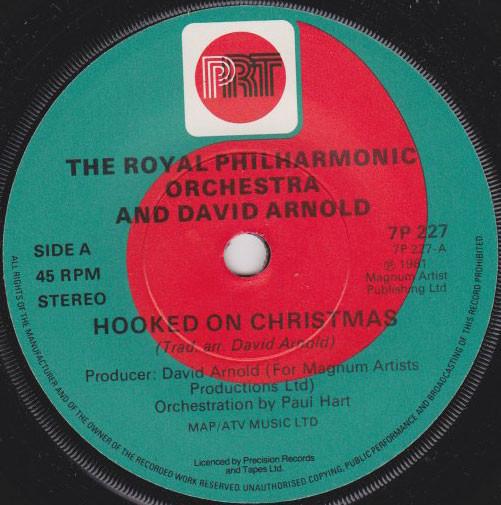 PRT
THE ROYAL PHILHARMONIC
ORCHESTRA
AND DAVID ARNOLD
SIDE A
45 RPM
STEREO
7P 227
7P 227-A
℗ 1981
Magnum Artist
Publishing Ltd
HOOKED ON CHRISTMAS
(Trad. arr. David Arnold)
Producer: David Arnold (For Magnum Artists
Productions Ltd)
Orchestration by Paul Hart
MAP/ATV MUSIC LTD
Licenced by Precision Records
and Tapes Ltd.
ALL RIGHTS OF THE MANUFACTURER AND OF THE OWNER OF THE RECORDED WORK RESERVED. UNAUTHORISED COPYING, PUBLIC PERFORMANCE AND BROADCASTING OF THIS RECORD PROHIBITED.